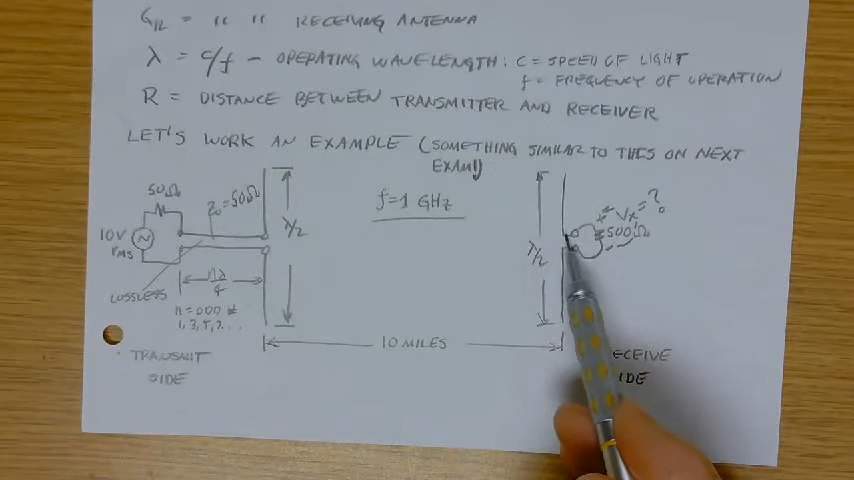 GR = " " RECEIVING ANTENNA
λ = c/f - OPERATING WAVELENGTH: C = SPEED OF LIGHT
f = FREQUENCY OF OPERATION
R = DISTANCE BETWEEN TRANSMITTER AND RECEIVER
LET'S WORK AN EXAMPLE (SOMETHING SIMILAR TO THIS ON NEXT
EXAM!)
50Ω
Z0=50Ω
λ/2
f=1 GHz
λ/2
+ Vx = ?
500Ω
10V
RMS
nλ/4
LOSSLESS
n = ODD #
1, 3, 5, 7...
10 MILES
TRANSMIT
SIDE
ECEIVE
IDE